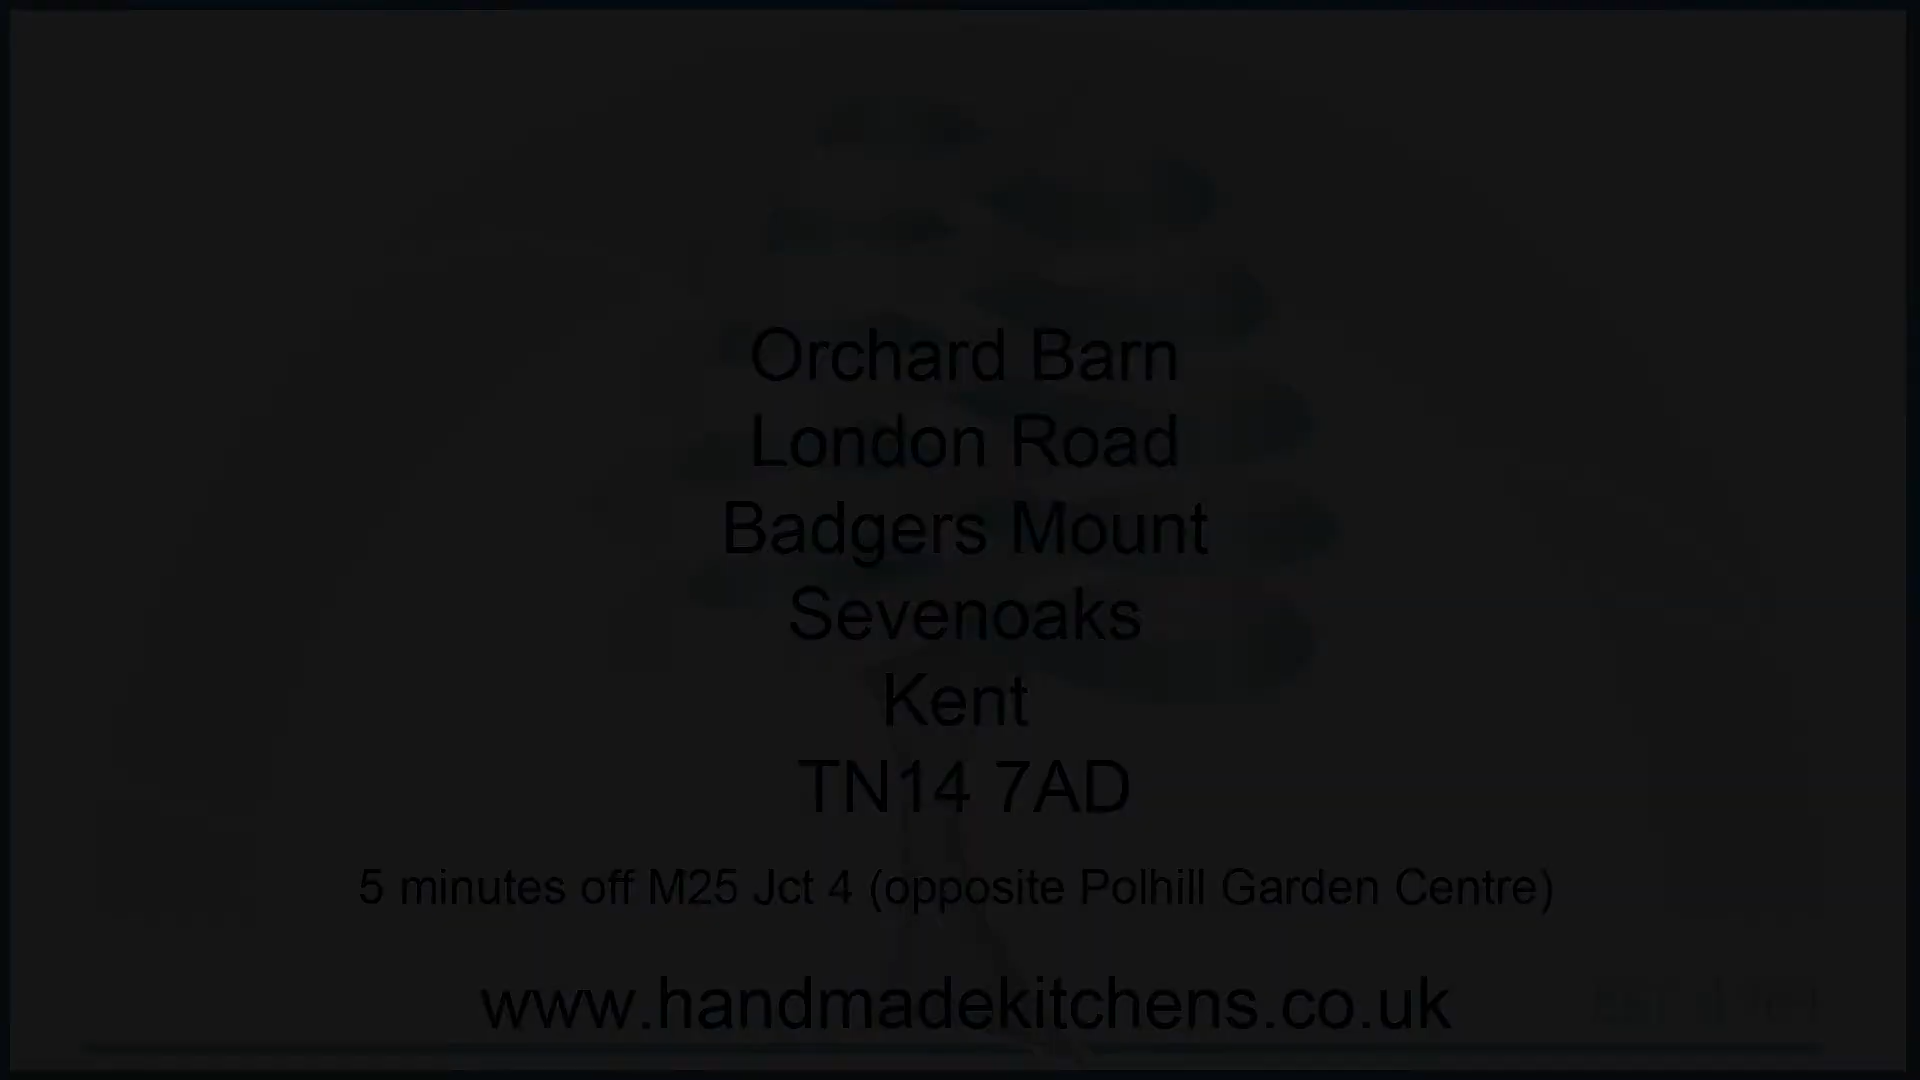 Orchard Barn
London Road
Badgers Mount
Sevenoaks
Kent
TN14 7AD
5 minutes off M25 Jct 4 (opposite Polhill Garden Centre)
www.handmadekitchens.co.uk